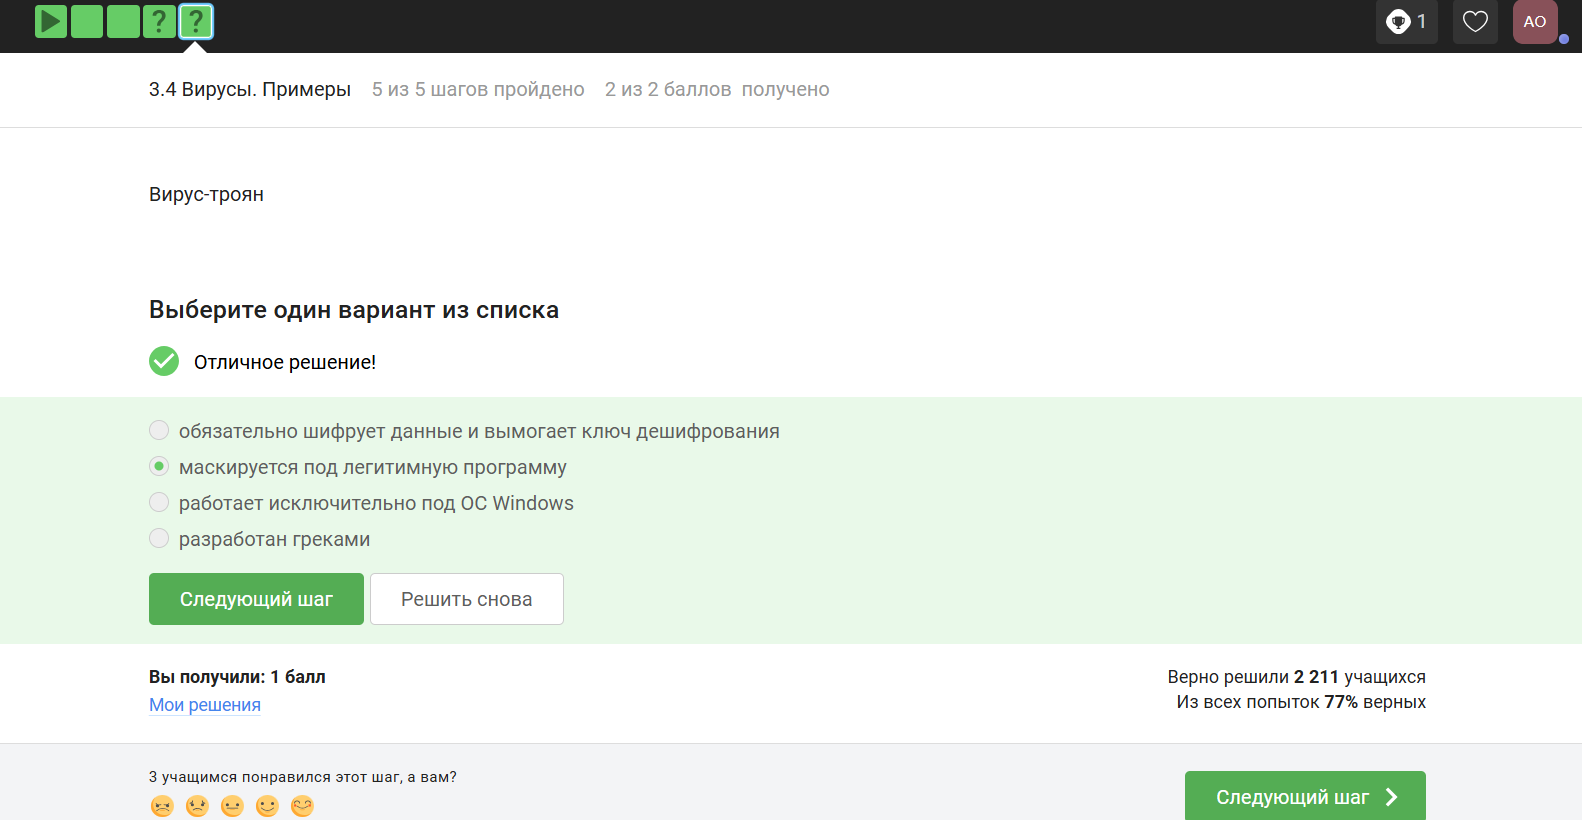 ? ?
1
AO
3.4 Вирусы. Примеры 5 из 5 шагов пройдено 2 из 2 баллов получено
Вирус-троян
Выберите один вариант из списка
Отличное решение!
обязательно шифрует данные и вымогает ключ дешифрования
маскируется под легитимную программу
работает исключительно под ОС Windows
разработан греками
Следующий шаг Решить снова
Вы получили: 1 балл
Мои решения
Верно решили 2 211 учащихся
Из всех попыток 77% верных
3 учащимся понравился этот шаг, а вам?
Следующий шаг